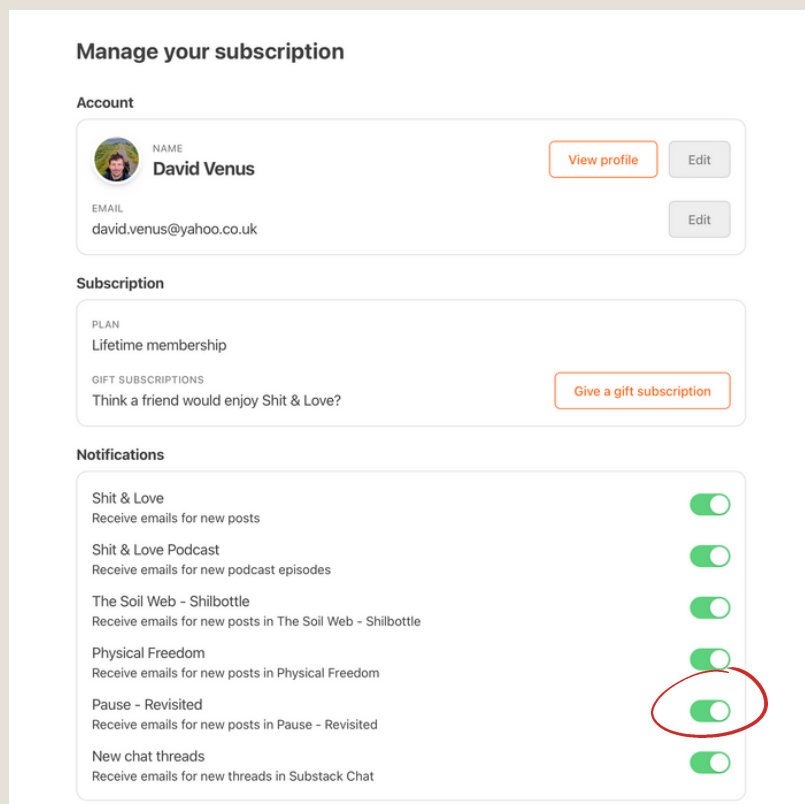 Manage your subscription
Account
NAME
David Venus
View profile
Edit
EMAIL
david.venus@yahoo.co.uk
Edit
Subscription
PLAN
Lifetime membership
GIFT SUBSCRIPTIONS
Think a friend would enjoy Shit & Love?
Give a gift subscription
Notifications
Shit & Love
Receive emails for new posts
Shit & Love Podcast
Receive emails for new podcast episodes
The Soil Web - Shilbottle
Receive emails for new posts in The Soil Web - Shilbottle
Physical Freedom
Receive emails for new posts in Physical Freedom
Pause - Revisited
Receive emails for new posts in Pause - Revisited
New chat threads
Receive emails for new threads in Substack Chat